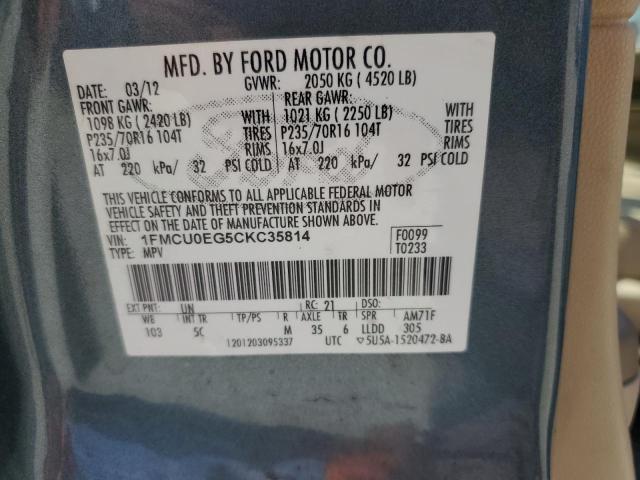 MFD. BY FORD MOTOR CO.
DATE: 03/12 GVWR: 2050 KG (4520 LB)
FRONT GAWR: REAR GAWR:
1098 KG (2420 LB) WITH 1021 KG (2250 LB) WITH
P235/70R16 104T TIRES P235/70R16 104T TIRES
16x7.0J RIMS 16x7.0J RIMS
AT 220 kPa/ 32 PSI COLD AT 220 kPa/ 32 PSI COLD
THIS VEHICLE CONFORMS TO ALL APPLICABLE FEDERAL MOTOR
VEHICLE SAFETY AND THEFT PREVENTION STANDARDS IN
EFFECT ON THE DATE OF MANUFACTURE SHOWN ABOVE.
VIN: 1FMCU0EG5CKC35814 F0099
TYPE: MPV T0233
EXT PNT: UN RC: 21 DSO:
WB INT TR TP/PS R AXLE TR SPR AM71F
103 5C M 35 6 LLDD 305
1201203095337 UTC ▽5U5A-1520472-BA